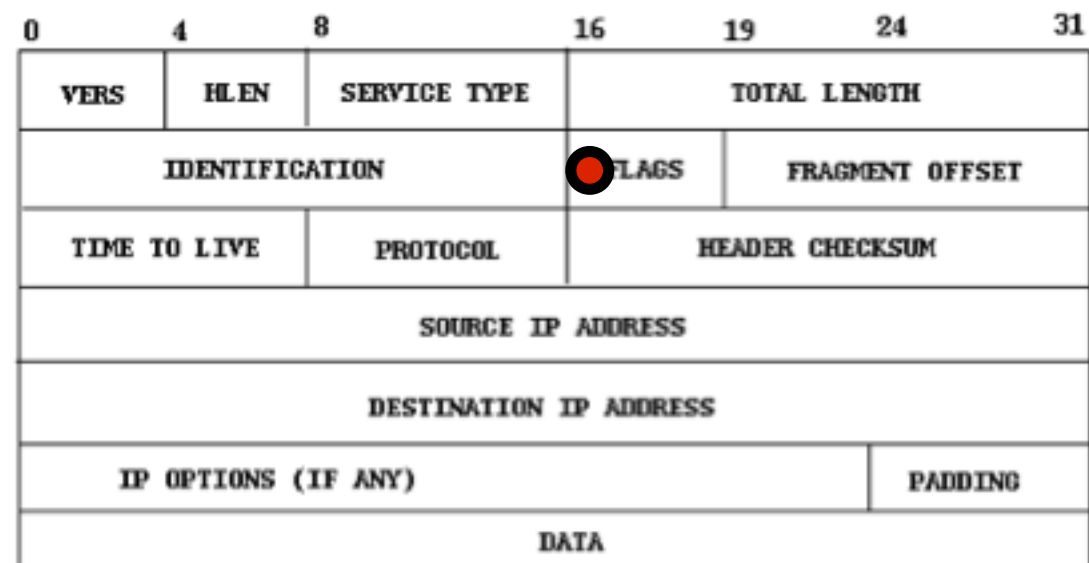 0 4 8 16 19 24 31
VERS HLEN SERVICE TYPE TOTAL LENGTH
IDENTIFICATION FLAGS FRAGMENT OFFSET
TIME TO LIVE PROTOCOL HEADER CHECKSUM
SOURCE IP ADDRESS
DESTINATION IP ADDRESS
IP OPTIONS (IF ANY) PADDING
DATA